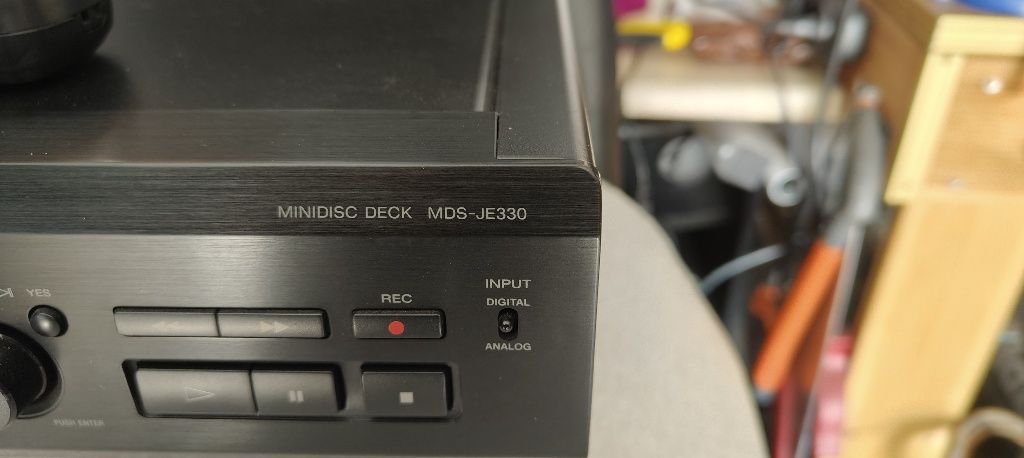 MINIDISC DECK MDS-JE330
INPUT
DIGITAL
ANALOG
REC
YES
PUSH ENTER